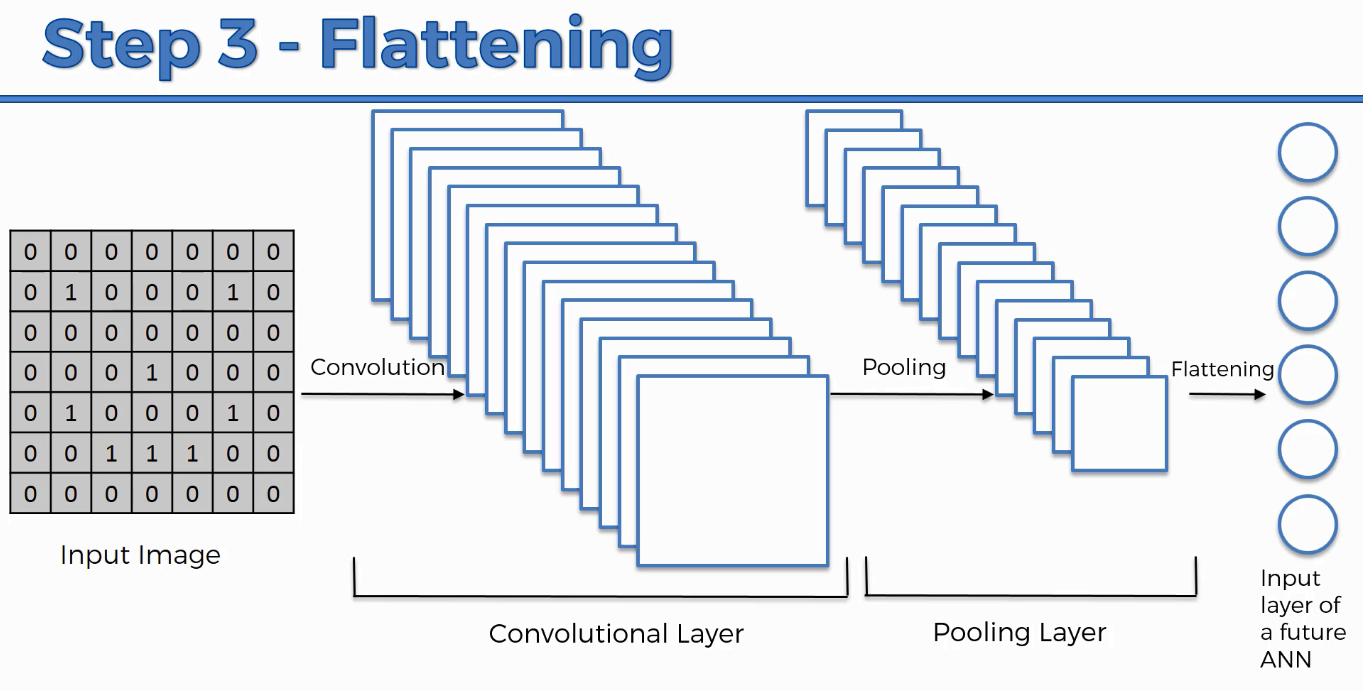 Step 3 - Flattening
0 0 0 0 0 0 0
0 1 0 0 0 1 0
0 0 0 0 0 0 0
0 0 0 1 0 0 0
0 1 0 0 0 1 0
0 0 1 1 1 0 0
0 0 0 0 0 0 0
Input Image
Convolution
Convolutional Layer
Pooling
Pooling Layer
Flattening
Input
layer of
a future
ANN